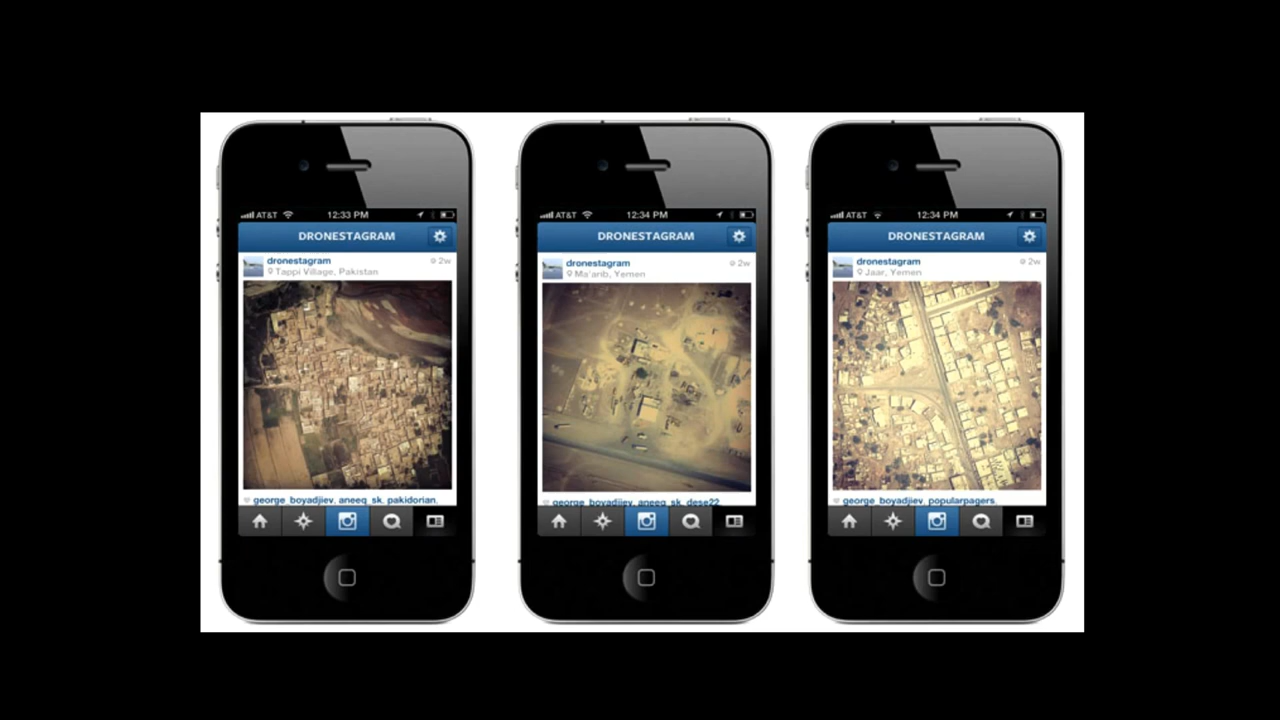 AT&T 12:33 PM
DRONESTAGRAM
dronestagram 2w
Tappi Village, Pakistan
george_boyadjiev, aneeq_sk, pakidorian,
AT&T 12:34 PM
DRONESTAGRAM
dronestagram 2w
Ma'arib, Yemen
george_boyadjiev, aneeq_sk, dese22
AT&T 12:34 PM
DRONESTAGRAM
dronestagram 2w
Jaar, Yemen
george_boyadjiev, popularpagers,